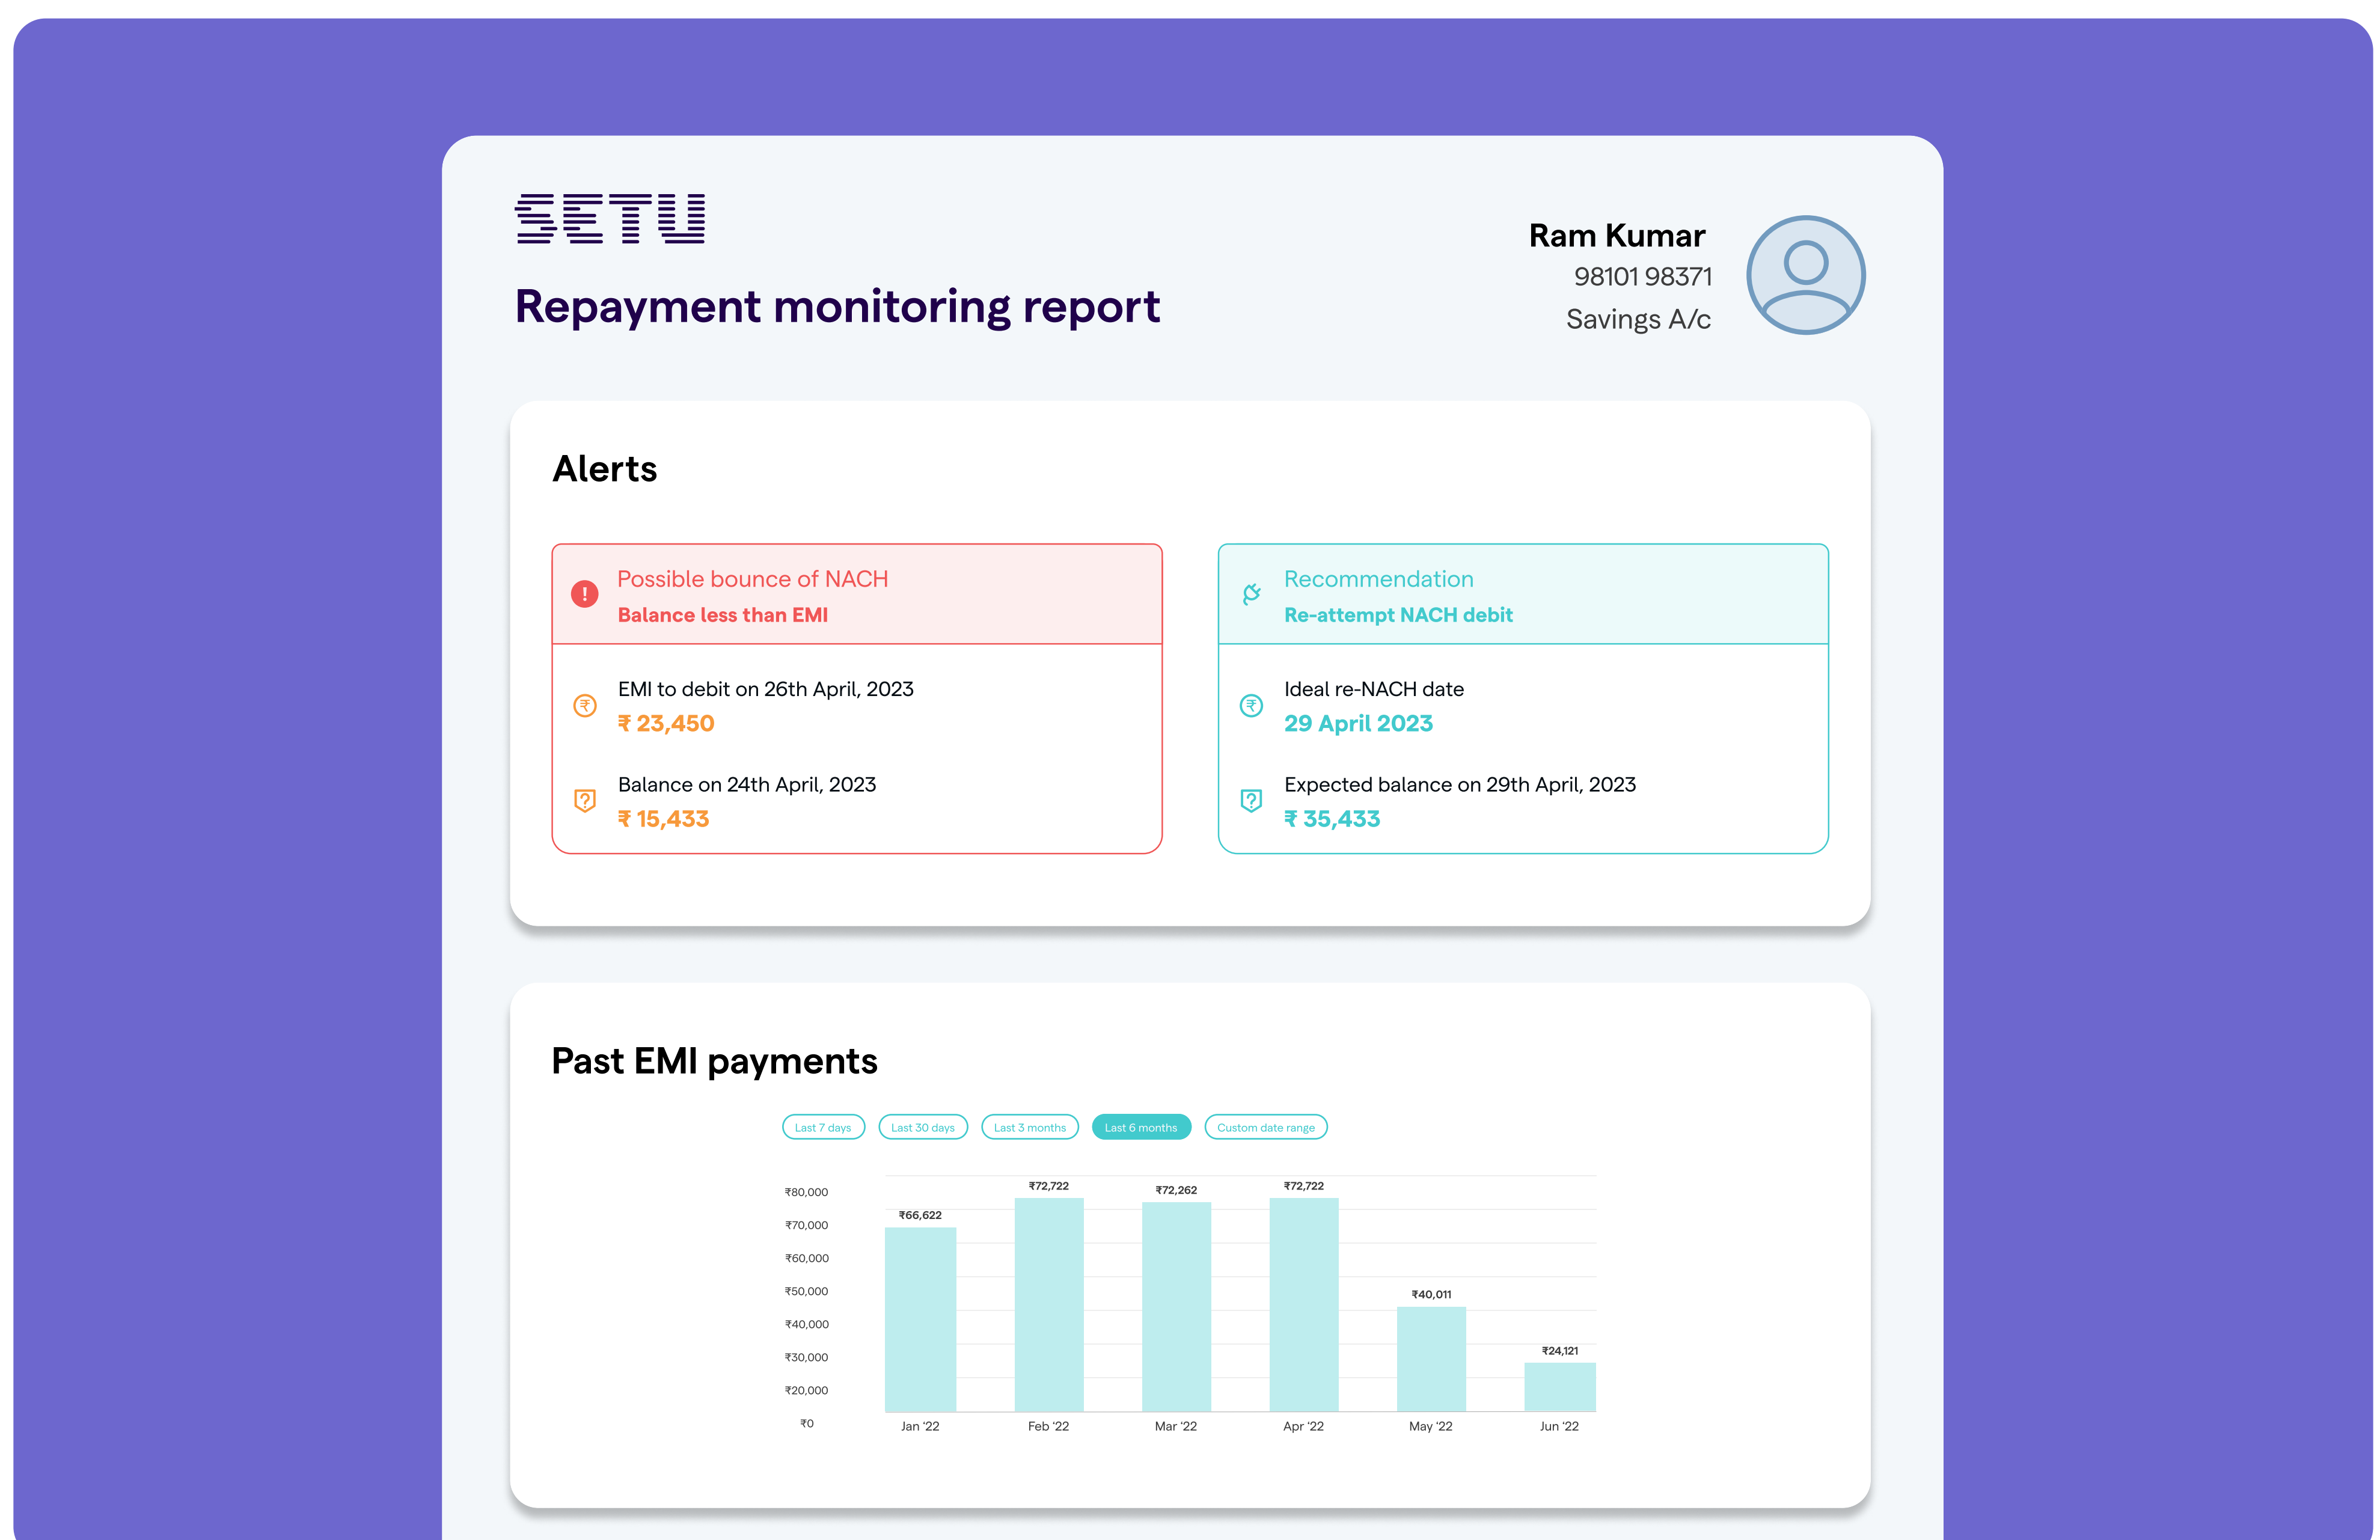 SETU
Repayment monitoring report
Ram Kumar
98101 98371
Savings A/c
Alerts
Possible bounce of NACH
Balance less than EMI
EMI to debit on 26th April, 2023
₹ 23,450
Balance on 24th April, 2023
₹ 15,433
Recommendation
Re-attempt NACH debit
Ideal re-NACH date
29 April 2023
Expected balance on 29th April, 2023
₹ 35,433
Past EMI payments
Last 7 days Last 30 days Last 3 months Last 6 months Custom date range
₹80,000
₹70,000
₹60,000
₹50,000
₹40,000
₹30,000
₹20,000
₹0
₹66,622
₹72,722
₹72,262
₹72,722
₹40,011
₹24,121
Jan ‘22 Feb ‘22 Mar ‘22 Apr ‘22 May ‘22 Jun ‘22